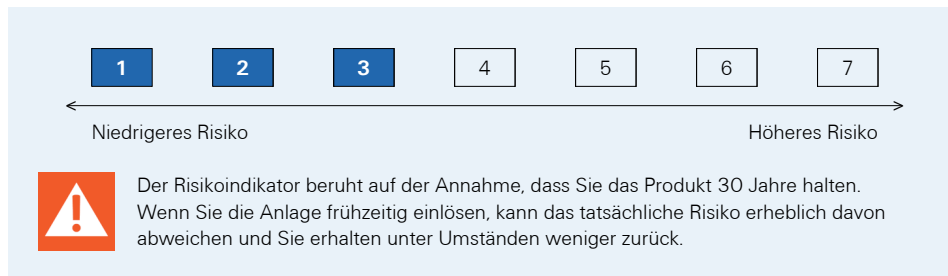 1 2 3 4 5 6 7
Niedrigeres Risiko Höheres Risiko
Der Risikoindikator beruht auf der Annahme, dass Sie das Produkt 30 Jahre halten.
Wenn Sie die Anlage frühzeitig einlösen, kann das tatsächliche Risiko erheblich davon
abweichen und Sie erhalten unter Umständen weniger zurück.